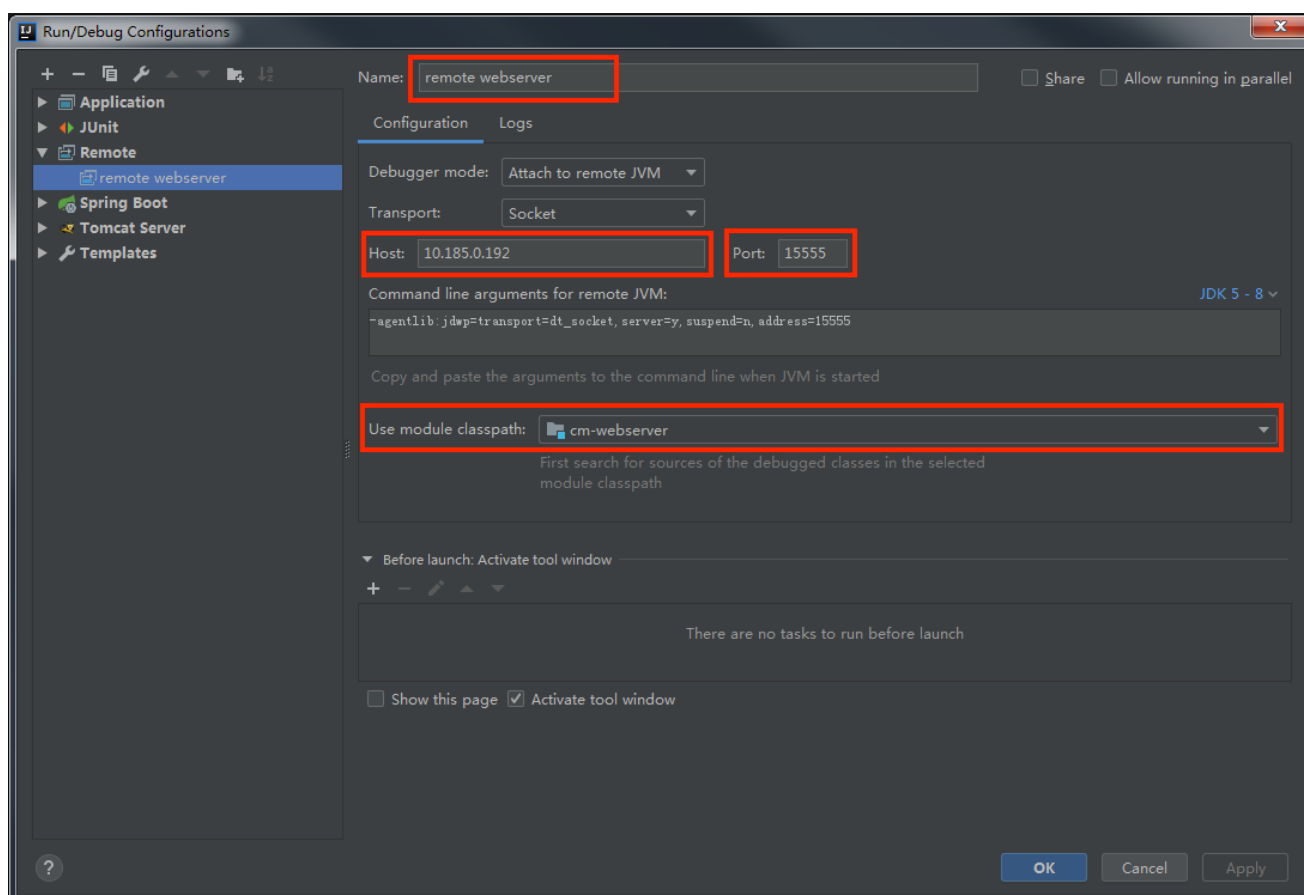 Run/Debug Configurations
Name: remote webserver
Share
Allow running in parallel
Application
JUnit
Remote
remote webserver
Spring Boot
Tomcat Server
Templates
Configuration Logs
Debugger mode: Attach to remote JVM
Transport: Socket
Host: 10.185.0.192 Port: 15555
Command line arguments for remote JVM: JDK 5 - 8
-agentlib:jdwp=transport=dt_socket,server=y,suspend=n,address=15555
Copy and paste the arguments to the command line when JVM is started
Use module classpath: cm-webserver
First search for sources of the debugged classes in the selected
module classpath
Before launch: Activate tool window
There are no tasks to run before launch
Show this page Activate tool window
? OK Cancel Apply